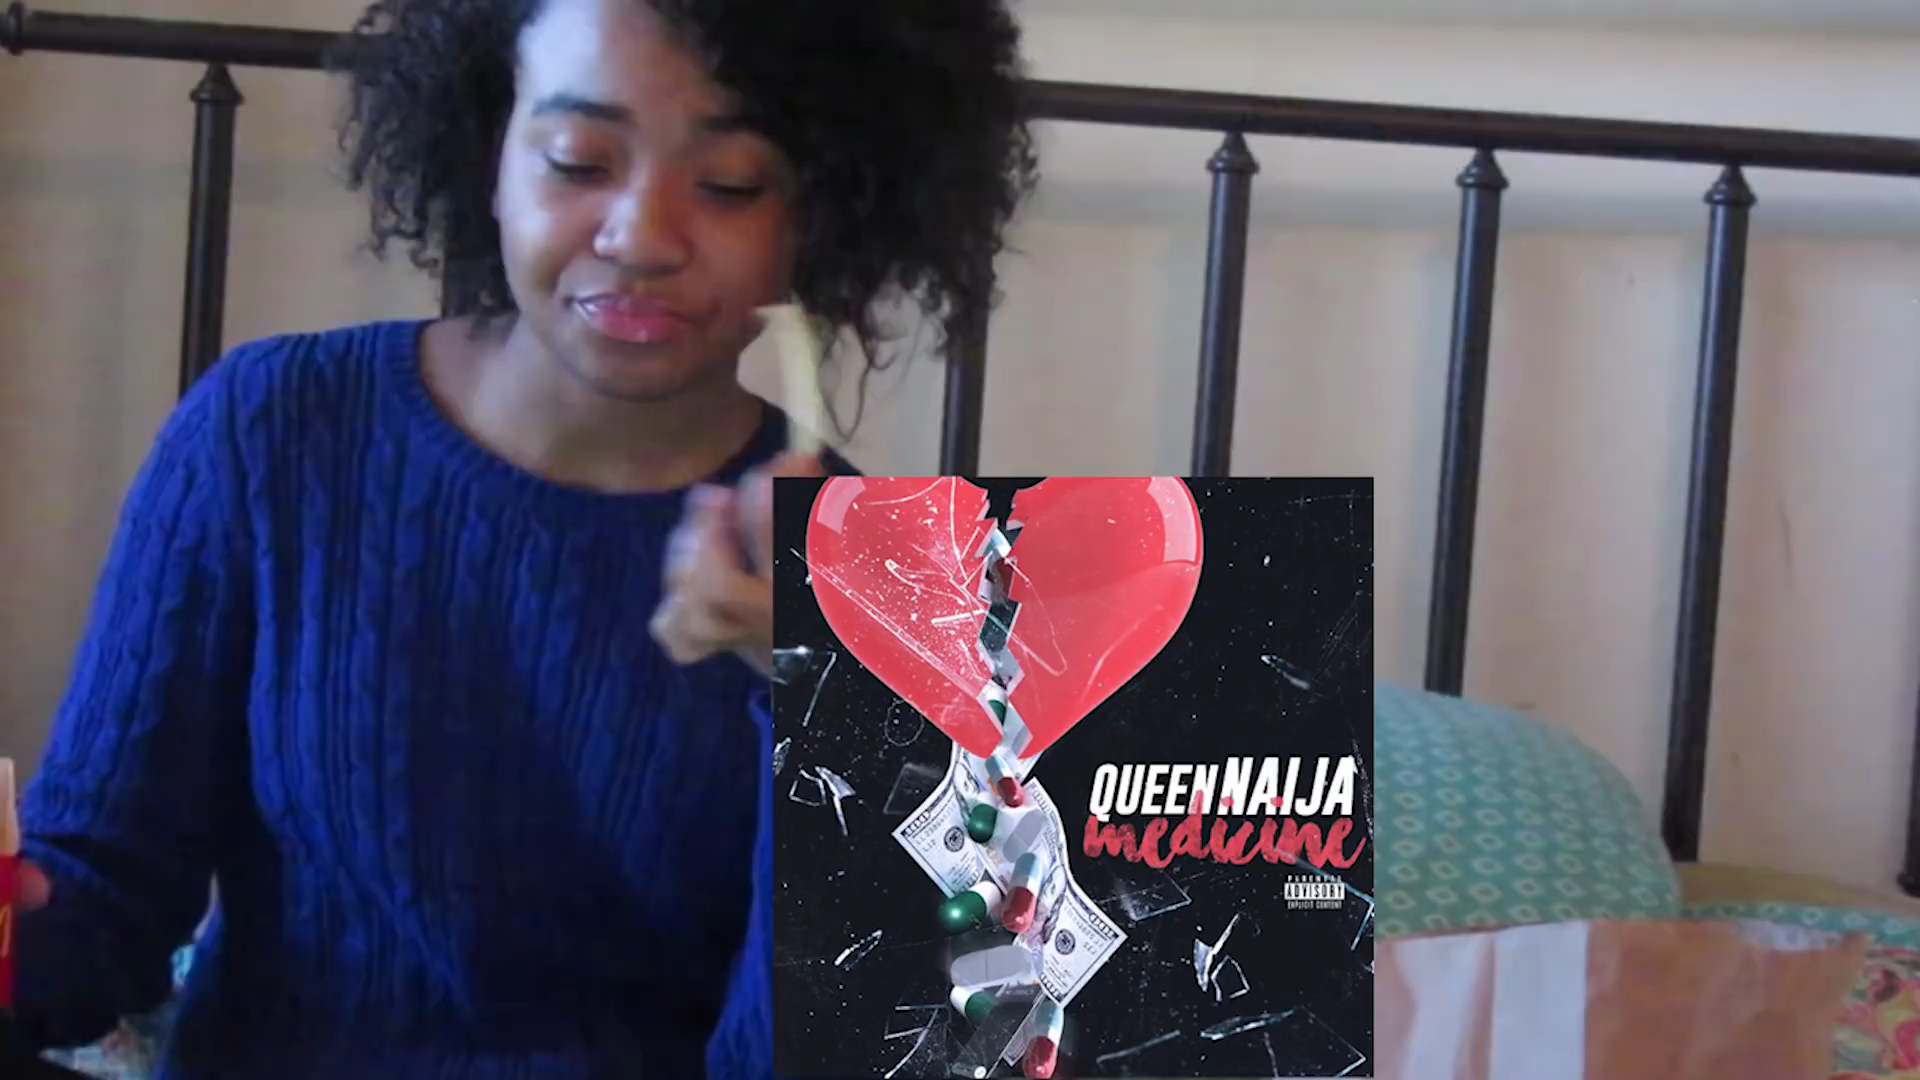 QUEEN NAIJA
medicine
PARENTAL
ADVISORY
EXPLICIT CONTENT